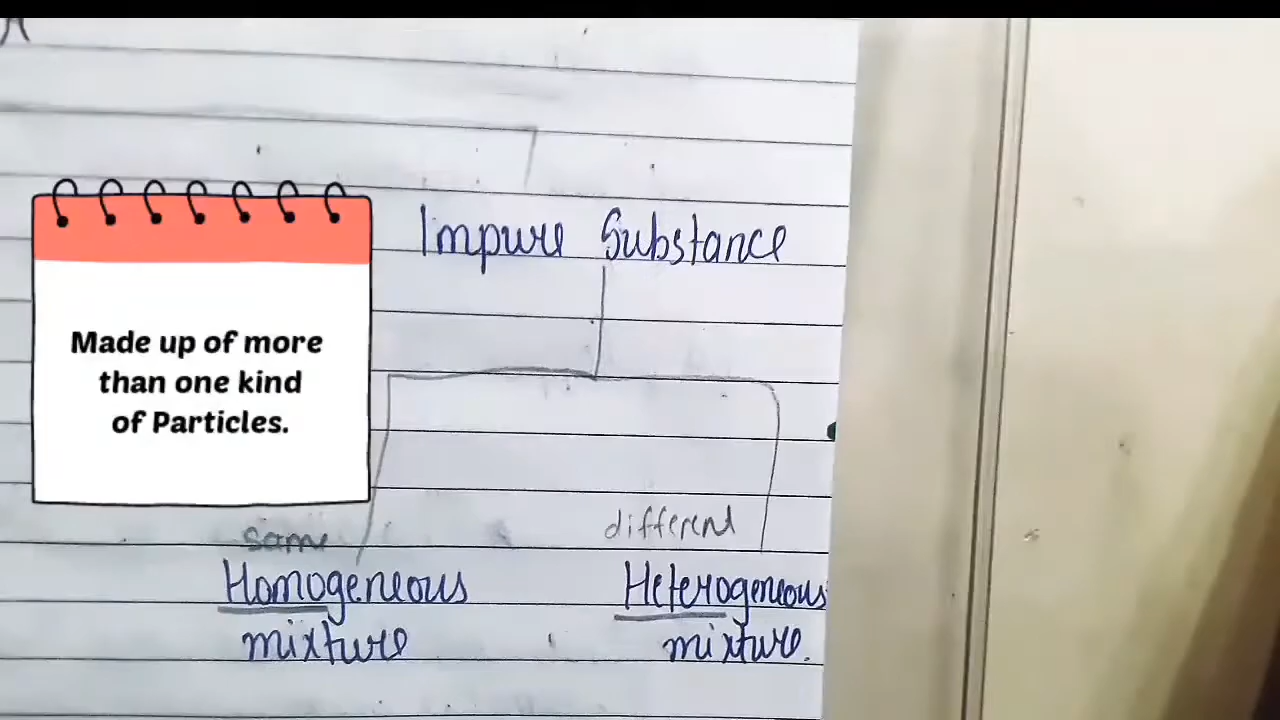 Impure Substance
Made up of more
than one kind
of Particles.
same
different
Homogeneous
mixture
Heterogeneous
mixture.